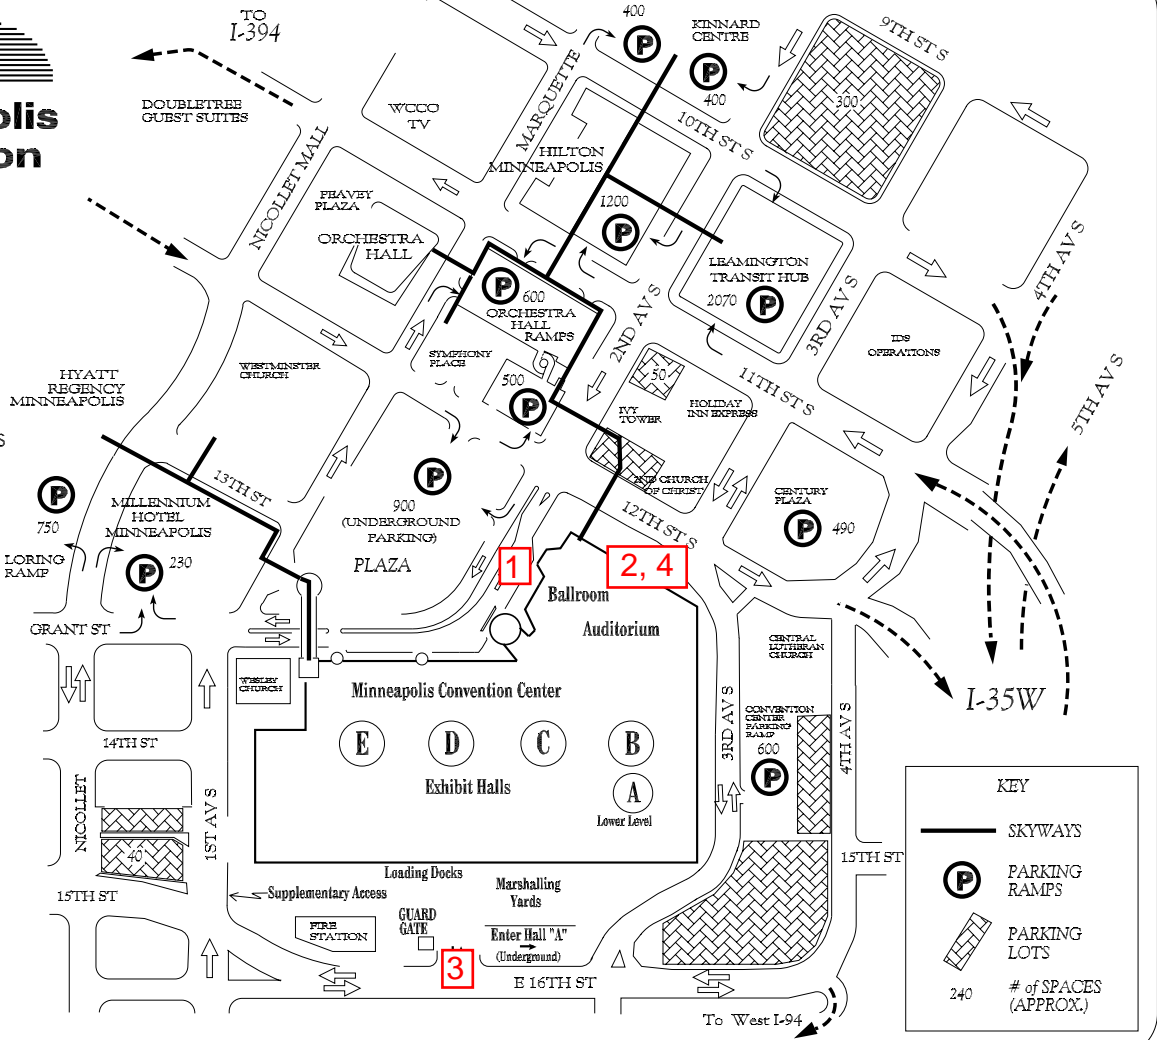 TO
I-394
olis
on
DOUBLETREE
GUEST SUITES
WCCO
TV
MARQUETTE
400
KINNARD
CENTRE
P
P
400
9TH ST S
300
10TH ST S
NICOLLET MALL
HILTON
MINNEAPOLIS
PEAVEY
PLAZA
ORCHESTRA
HALL
1200
P
LEAMINGTON
TRANSIT HUB
2070
P
4TH AV S
3RD AV S
P
600
ORCHESTRA
HALL
RAMPS
2ND AV S
IDS
OPERATIONS
5TH AV S
SYMPHONY
PLACE
WESTMINSTER
CHURCH
HYATT
REGENCY
MINNEAPOLIS
S
500
P
50
IVY
TOWER
HOLIDAY
INN EXPRESS
11TH ST S
13TH ST
P
900
(UNDERGROUND
PARKING)
PLAZA
2ND CHURCH
OF CHRIST
12TH ST S
CENTURY
PLAZA
P
490
P
750
MILLENNIUM
HOTEL
MINNEAPOLIS
LORING
RAMP
P
230
1
2, 4
Ballroom
Auditorium
GRANT ST
CENTRAL
LUTHERAN
CHURCH
WESLEY
CHURCH
Minneapolis Convention Center
I-35W
E
D
C
B
A
Lower Level
Exhibit Halls
14TH ST
3RD AV S
CONVENTION
CENTER
PARKING
RAMP
600
P
4TH AV S
NICOLLET
40
1ST AV S
15TH ST
15TH ST
Loading Docks
Supplementary Access
Marshalling
Yards
GUARD
GATE
FIRE
STATION
Enter Hall "A"
(Underground)
3
E 16TH ST
To West I-94
KEY
SKYWAYS
P
PARKING
RAMPS
PARKING
LOTS
240
# of SPACES
(APPROX.)